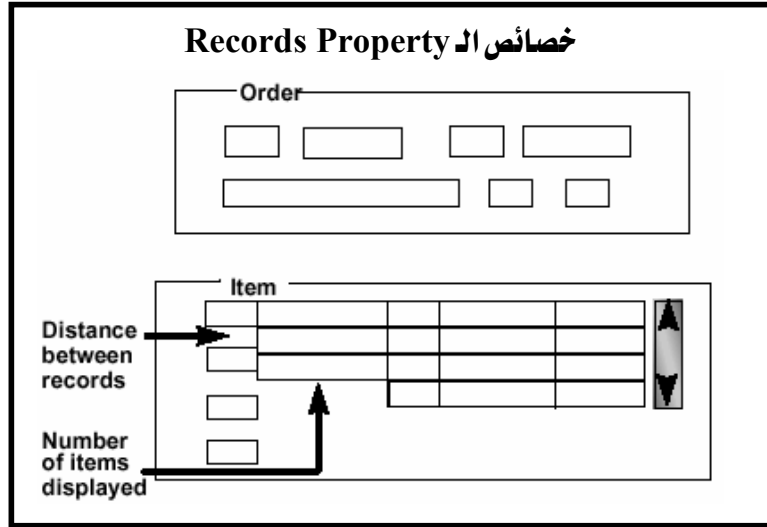 خصائص الـ Records Property
Order
Item
Distance
between
records
Number
of items
displayed